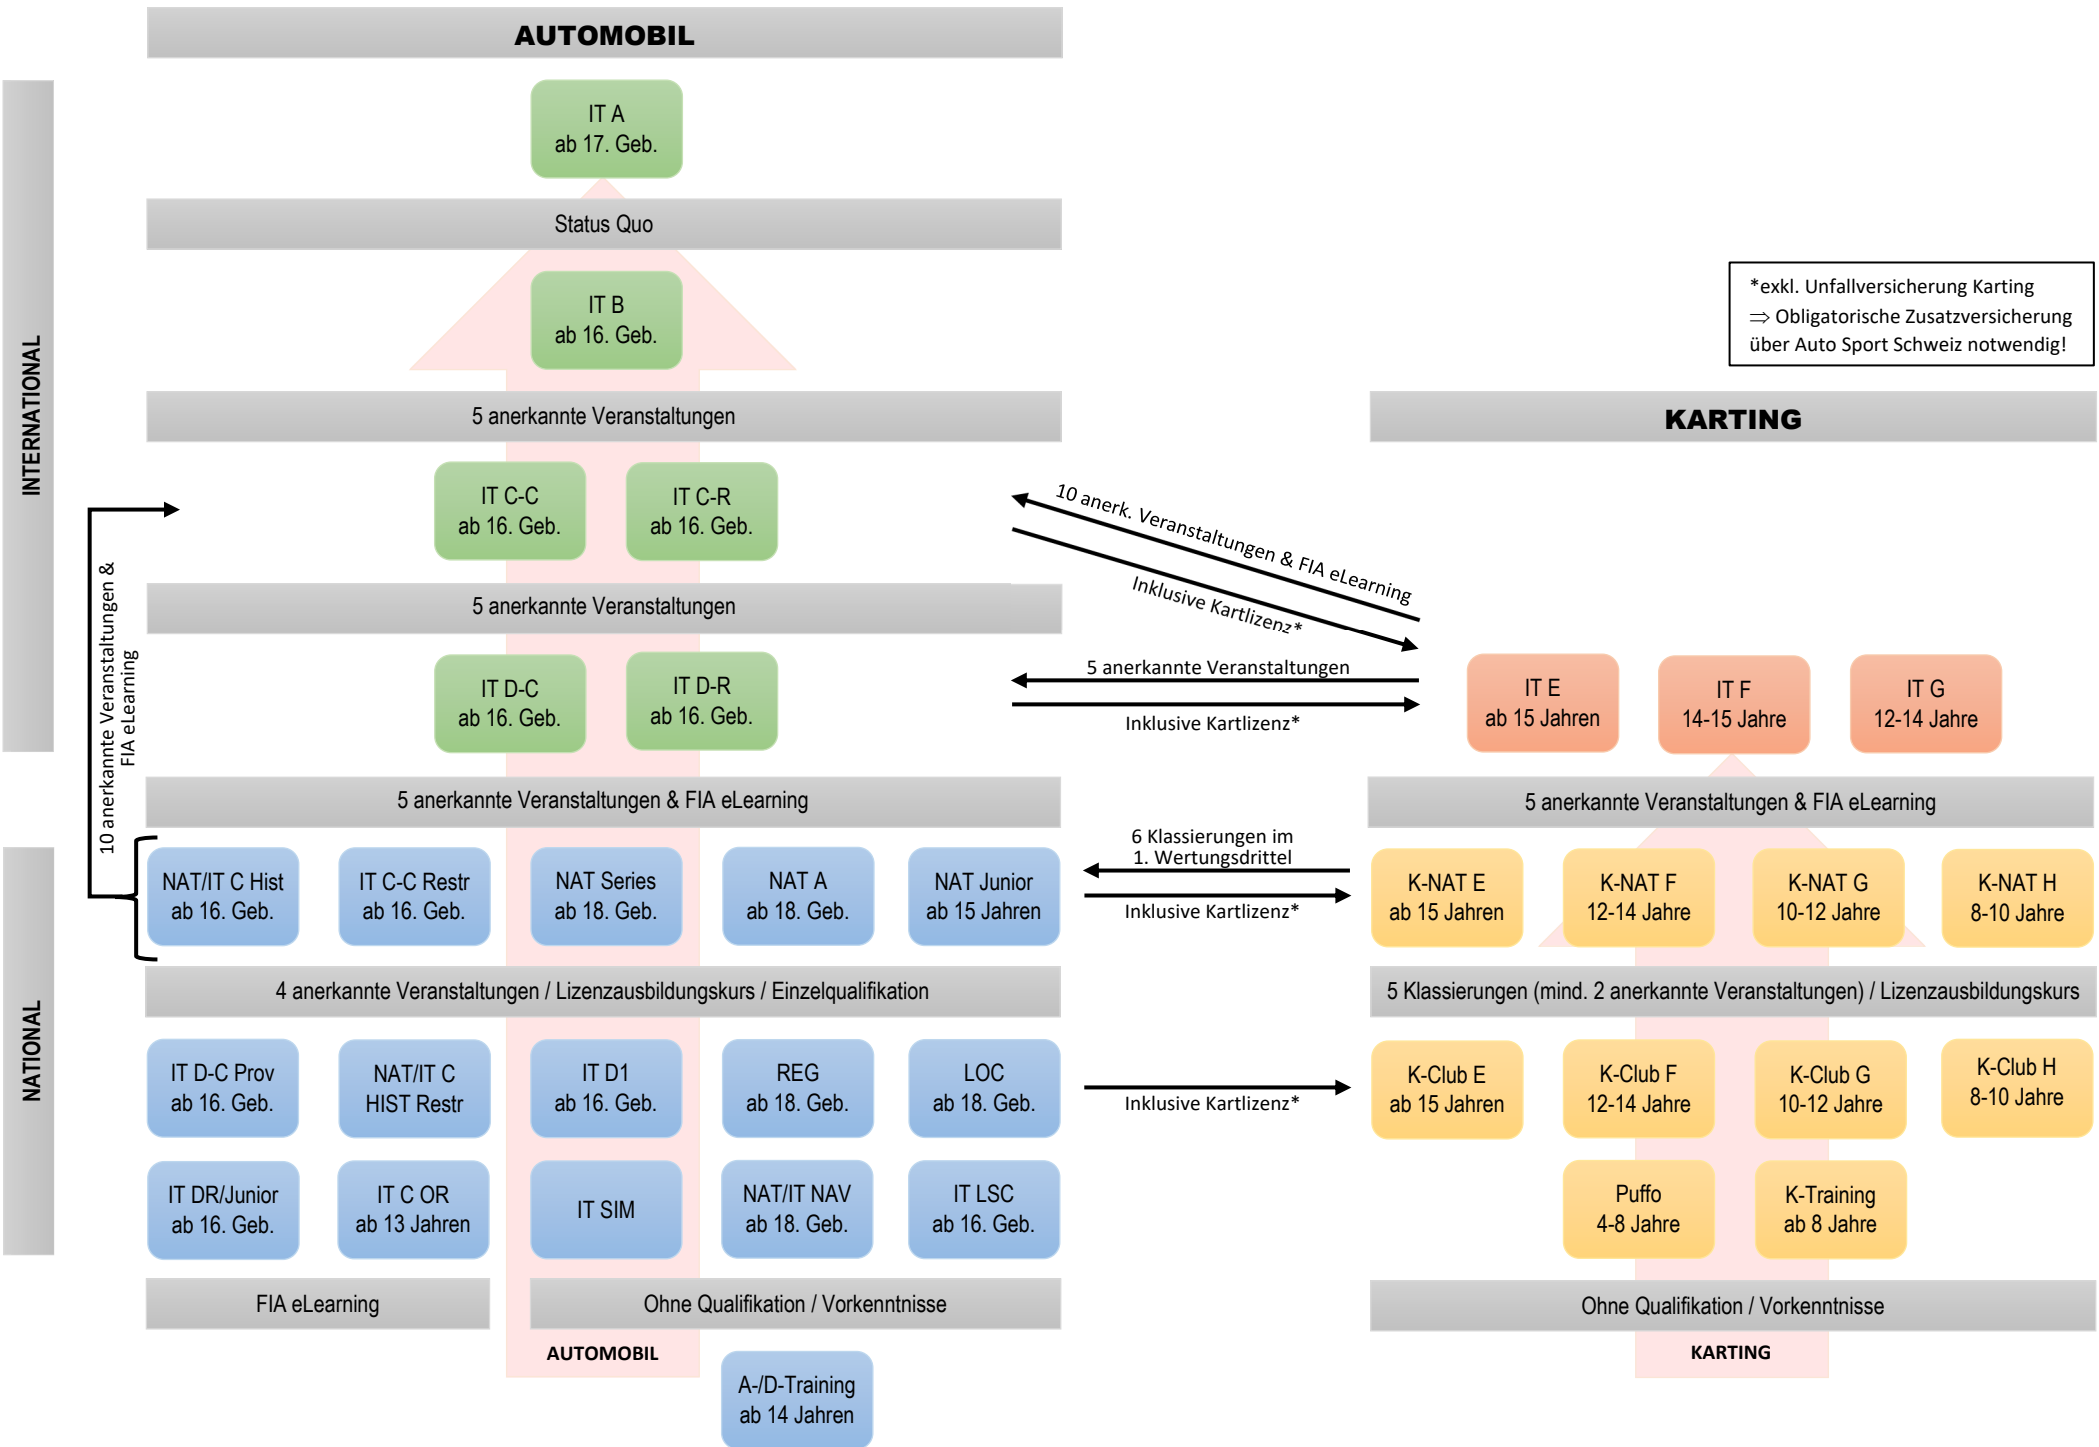 AUTOMOBIL
INTERNATIONAL
IT A
ab 17. Geb.
Status Quo
IT B
ab 16. Geb.
*exkl. Unfallversicherung Karting
⇒ Obligatorische Zusatzversicherung
über Auto Sport Schweiz notwendig!
5 anerkannte Veranstaltungen
KARTING
IT C-C
ab 16. Geb.
IT C-R
ab 16. Geb.
10 anerk. Veranstaltungen & FIA eLearning
Inklusive Kartlizenz*
10 anerkannte Veranstaltungen &
FIA eLearning
5 anerkannte Veranstaltungen
IT D-C
ab 16. Geb.
IT D-R
ab 16. Geb.
5 anerkannte Veranstaltungen
Inklusive Kartlizenz*
IT E
ab 15 Jahren
IT F
14-15 Jahre
IT G
12-14 Jahre
5 anerkannte Veranstaltungen & FIA eLearning
5 anerkannte Veranstaltungen & FIA eLearning
NATIONAL
NAT/IT C Hist
ab 16. Geb.
IT C-C Restr
ab 16. Geb.
NAT Series
ab 18. Geb.
NAT A
ab 18. Geb.
NAT Junior
ab 15 Jahren
6 Klassierungen im
1. Wertungsdrittel
Inklusive Kartlizenz*
K-NAT E
ab 15 Jahren
K-NAT F
12-14 Jahre
K-NAT G
10-12 Jahre
K-NAT H
8-10 Jahre
4 anerkannte Veranstaltungen / Lizenzausbildungskurs / Einzelqualifikation
5 Klassierungen (mind. 2 anerkannte Veranstaltungen) / Lizenzausbildungskurs
IT D-C Prov
ab 16. Geb.
NAT/IT C
HIST Restr
IT D1
ab 16. Geb.
REG
ab 18. Geb.
LOC
ab 18. Geb.
Inklusive Kartlizenz*
K-Club E
ab 15 Jahren
K-Club F
12-14 Jahre
K-Club G
10-12 Jahre
K-Club H
8-10 Jahre
IT DR/Junior
ab 16. Geb.
IT C OR
ab 13 Jahren
IT SIM
NAT/IT NAV
ab 18. Geb.
IT LSC
ab 16. Geb.
Puffo
4-8 Jahre
K-Training
ab 8 Jahre
FIA eLearning
Ohne Qualifikation / Vorkenntnisse
Ohne Qualifikation / Vorkenntnisse
AUTOMOBIL
KARTING
A-/D-Training
ab 14 Jahren